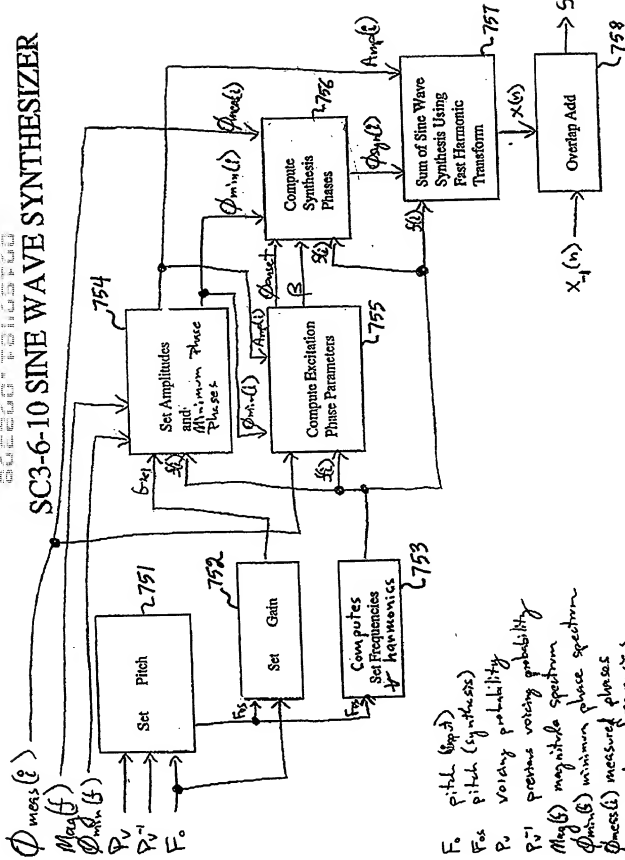 SC3-6-10 SINE WAVE SYNTHESIZER
Φmeas(i)
Mag(f)
Φmin(f)
Pv
Pv⁻¹
F₀
751
Set Pitch
Fos
752
Set Gain
Gk1
Fos
Computes
Set Frequencies
& harmonics
753
754
Set Amplitudes
and
Minimum Phase
Phases
f(i)
Φmin(i)
Amp(i)
Compute Excitation
Phase Parameters
755
f(i)
Φonset
B
f(i)
Φmin(i)
Φmeas(i)
Compute
Synthesis
Phases
756
Φsyn(i)
Amp(i)
f(i)
Sum of Sine Wave
Synthesis Using
Fast Harmonic
Transform
757
x(n)
X₋₁(n)
Overlap Add
758
F₀ pitch (input)
Fos pitch (synthesis)
Pv voicing probability
Pv⁻¹ previous voicing probability
Mag(f) magnitude spectrum
Φmin(f) minimum phase spectrum
Φmeas(i) measured phases